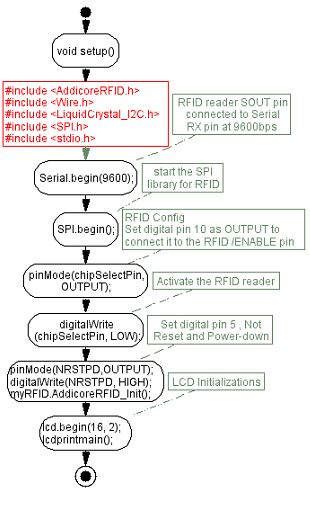 void setup()
#include <AddicoreRFID.h>
#include <Wire.h>
#include <LiquidCrystal_I2C.h>
#include <SPI.h>
#include <stdio.h>
RFID reader SOUT pin
connected to Serial
RX pin at 9600bps
Serial.begin(9600);
start the SPI
library for RFID
SPI.begin();
RFID Config
Set digital pin 10 as OUTPUT to
connect it to the RFID /ENABLE pin
pinMode(chipSelectPin,
OUTPUT);
Activate the RFID reader
digitalWrite
(chipSelectPin, LOW);
Set digital pin 5 , Not
Reset and Power-down
pinMode(NRSTPD,OUTPUT);
digitalWrite(NRSTPD, HIGH);
myRFID.AddicoreRFID_Init();
LCD Initializations
lcd.begin(16, 2);
lcdprintmain();